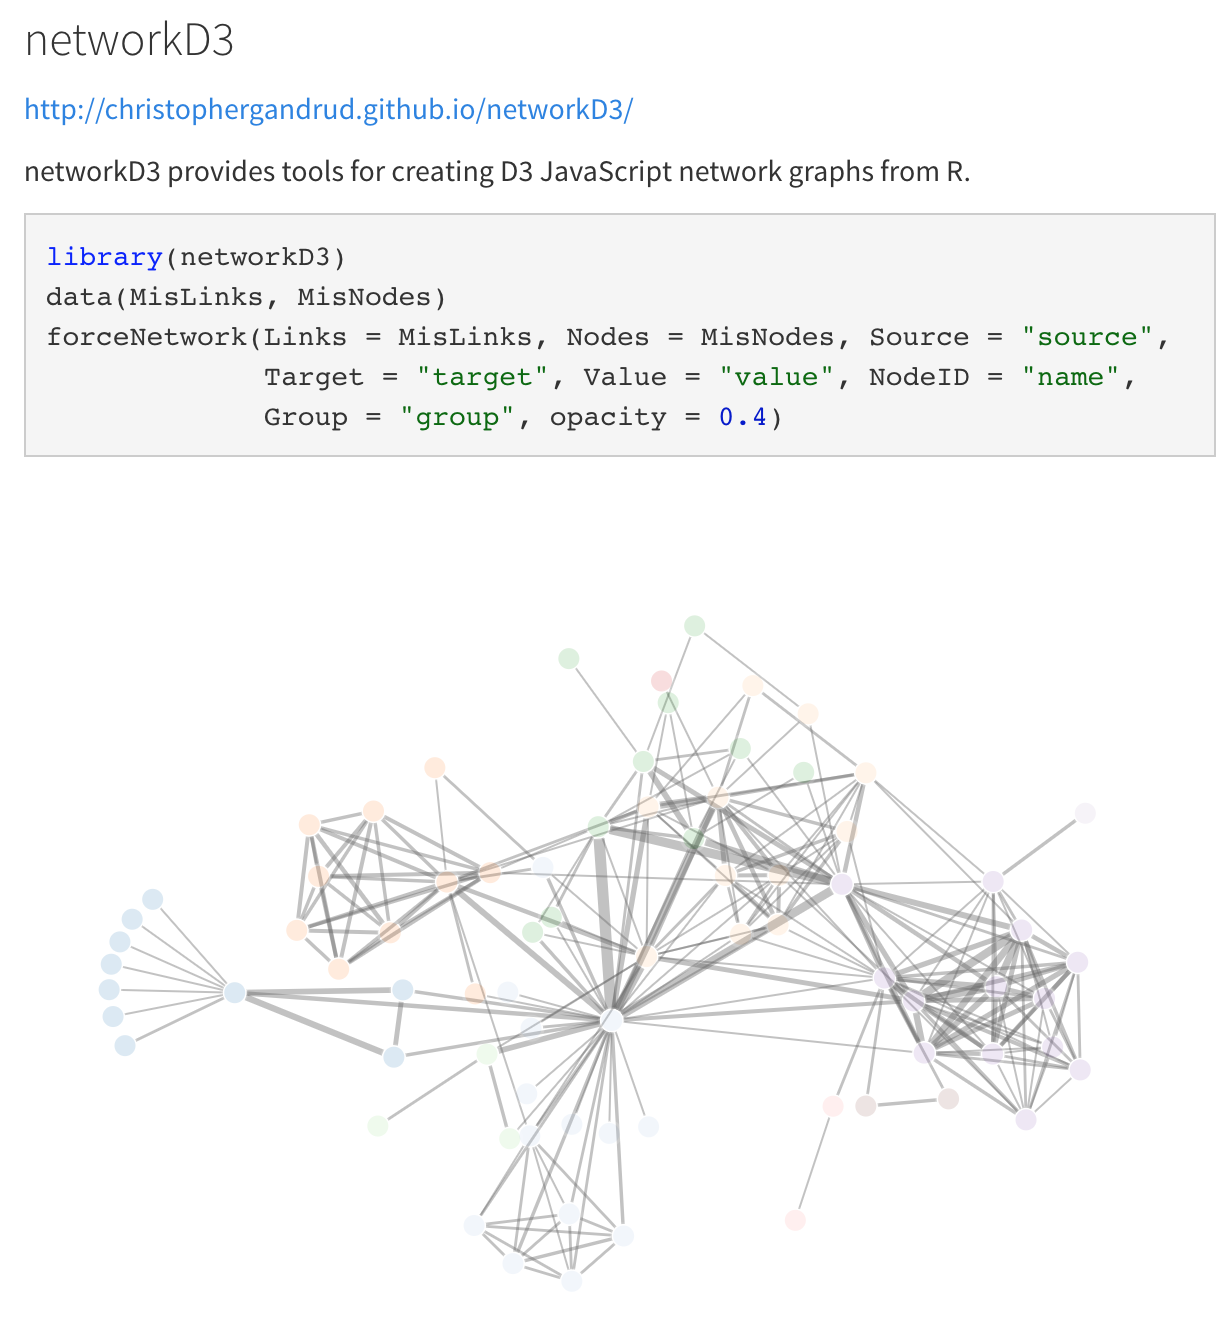 networkD3
http://christophergandrud.github.io/networkD3/
networkD3 provides tools for creating D3 JavaScript network graphs from R.
library(networkD3)
data(MisLinks, MisNodes)
forceNetwork(Links = MisLinks, Nodes = MisNodes, Source = "source",
             Target = "target", Value = "value", NodeID = "name",
             Group = "group", opacity = 0.4)